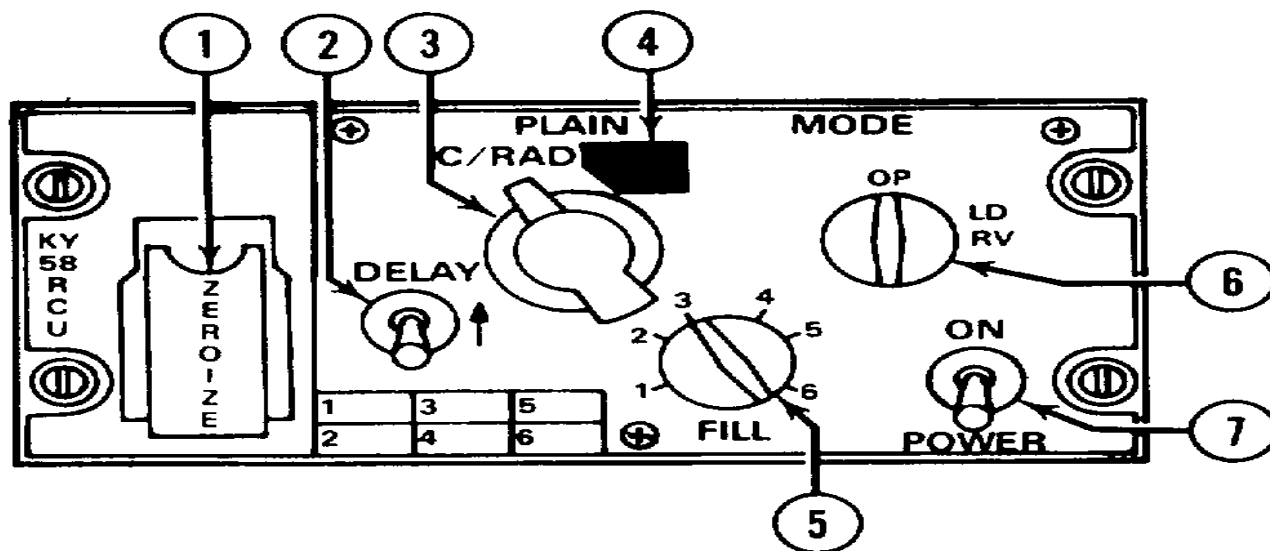 1 2 3 4
PLAIN MODE
C/RAD
OP
LD
RV
KY
58
R
C
U
ZEROIZE
DELAY
6
1 2 3 4 5 6
ON
1 3 5
2 4 6
FILL
POWER
7
5